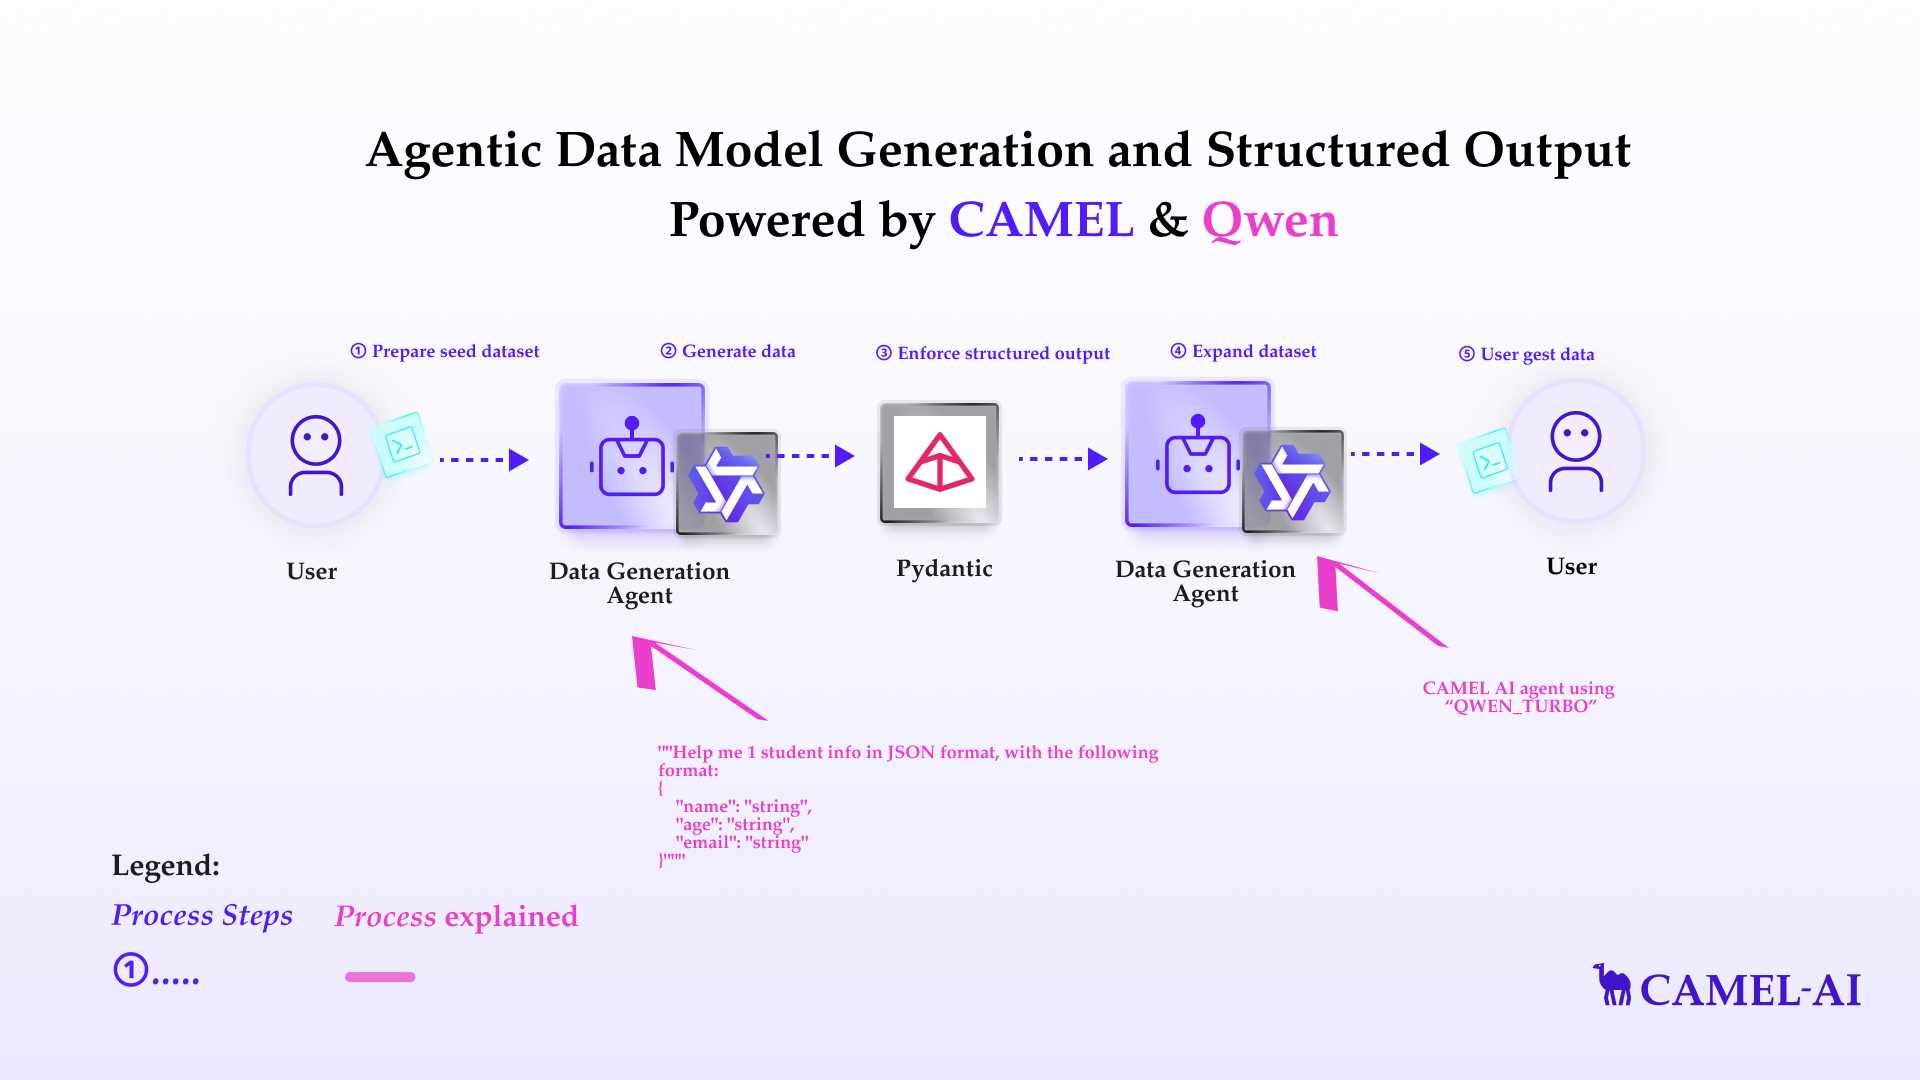 Agentic Data Model Generation and Structured Output
Powered by CAMEL & Qwen
① Prepare seed dataset
② Generate data
③ Enforce structured output
④ Expand dataset
⑤ User gest data
User
Data Generation
Agent
Pydantic
Data Generation
Agent
User
CAMEL AI agent using
“QWEN_TURBO”
"""Help me 1 student info in JSON format, with the following
format:
{
"name": "string",
"age": "string",
"email": "string"
}"""
Legend:
Process Steps
Process explained
①.....
CAMEL-AI